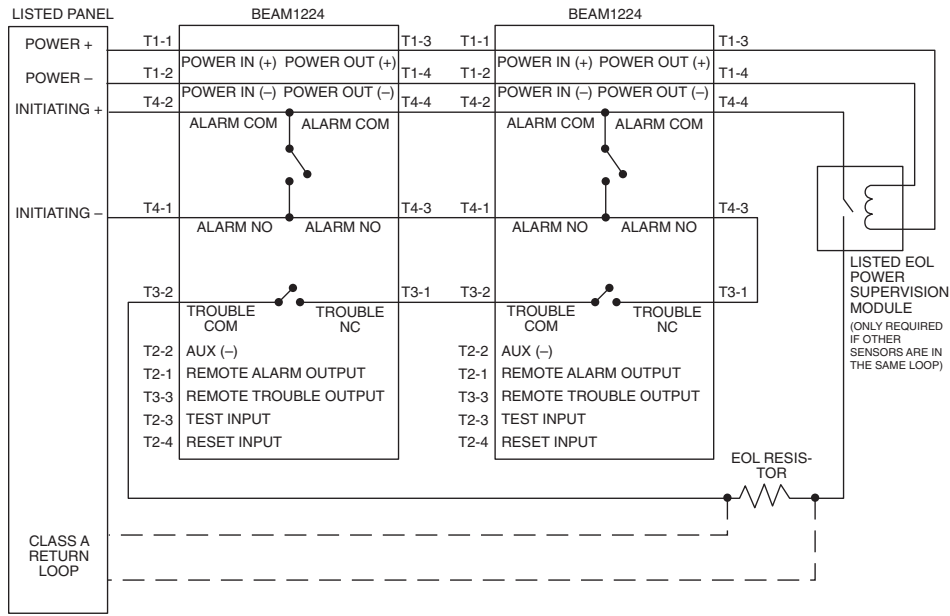 LISTED PANEL
BEAM1224
BEAM1224
POWER +
T1-1
T1-3
T1-1
T1-3
POWER IN (+) POWER OUT (+)
POWER IN (+) POWER OUT (+)
POWER –
T1-2
T1-4
T1-2
T1-4
POWER IN (–) POWER OUT (–)
POWER IN (–) POWER OUT (–)
INITIATING +
T4-2
T4-4
T4-2
T4-4
ALARM COM
ALARM COM
ALARM COM
ALARM COM
INITIATING –
T4-1
T4-3
T4-1
T4-3
ALARM NO
ALARM NO
ALARM NO
ALARM NO
LISTED EOL
POWER
SUPERVISION
MODULE
(ONLY REQUIRED
IF OTHER
SENSORS ARE IN
THE SAME LOOP)
T3-2
T3-1
T3-2
T3-1
TROUBLE
COM
TROUBLE
NC
TROUBLE
COM
TROUBLE
NC
T2-2 AUX (–)
T2-1 REMOTE ALARM OUTPUT
T3-3 REMOTE TROUBLE OUTPUT
T2-3 TEST INPUT
T2-4 RESET INPUT
T2-2 AUX (–)
T2-1 REMOTE ALARM OUTPUT
T3-3 REMOTE TROUBLE OUTPUT
T2-3 TEST INPUT
T2-4 RESET INPUT
EOL RESIS-
TOR
CLASS A
RETURN
LOOP